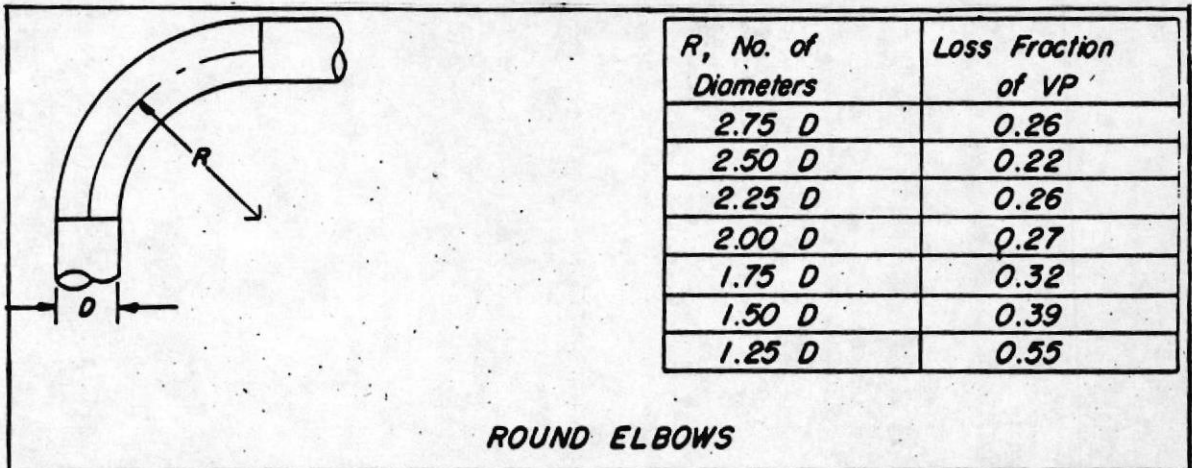 R
D
R, No. of Diameters Loss Fraction of VP
2.75 D 0.26
2.50 D 0.22
2.25 D 0.26
2.00 D 0.27
1.75 D 0.32
1.50 D 0.39
1.25 D 0.55
ROUND ELBOWS